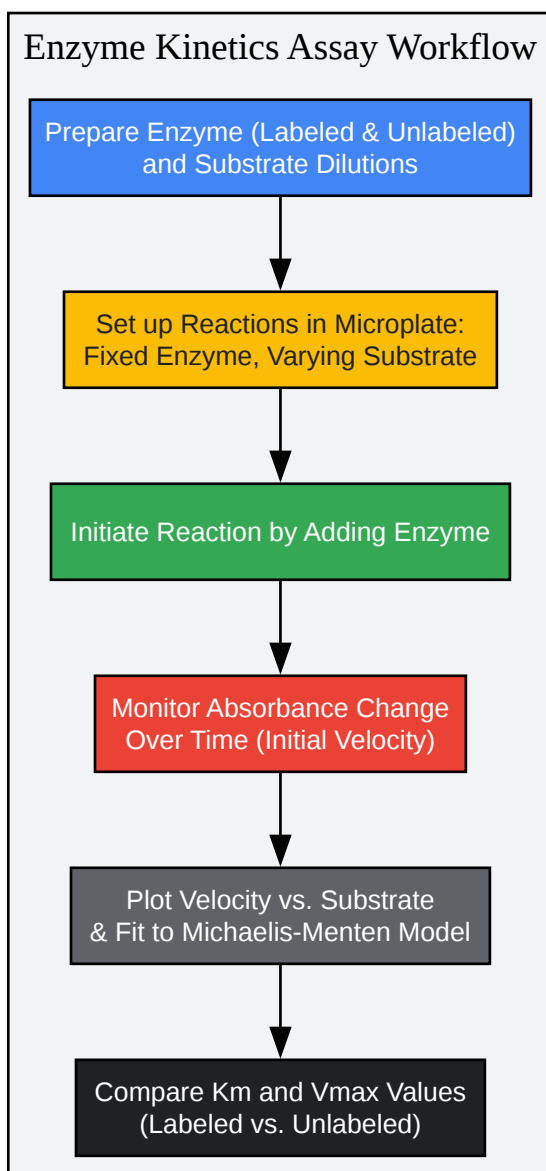 Enzyme Kinetics Assay Workflow
Prepare Enzyme (Labeled & Unlabeled)
and Substrate Dilutions
Set up Reactions in Microplate:
Fixed Enzyme, Varying Substrate
Initiate Reaction by Adding Enzyme
Monitor Absorbance Change
Over Time (Initial Velocity)
Plot Velocity vs. Substrate
& Fit to Michaelis-Menten Model
Compare Km and Vmax Values
(Labeled vs. Unlabeled)